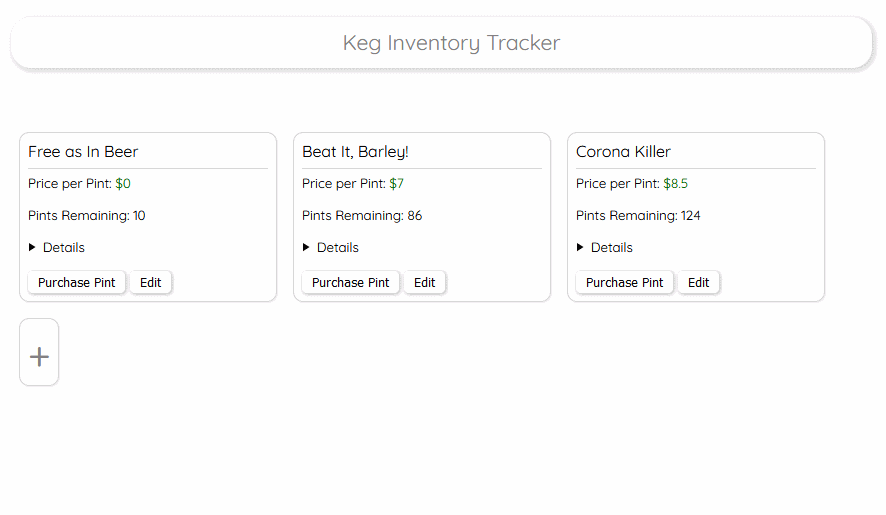 Keg Inventory Tracker
Free as In Beer
Price per Pint: $0
Pints Remaining: 10
Details
Purchase Pint Edit
Beat It, Barley!
Price per Pint: $7
Pints Remaining: 86
Details
Purchase Pint Edit
Corona Killer
Price per Pint: $8.5
Pints Remaining: 124
Details
Purchase Pint Edit
+